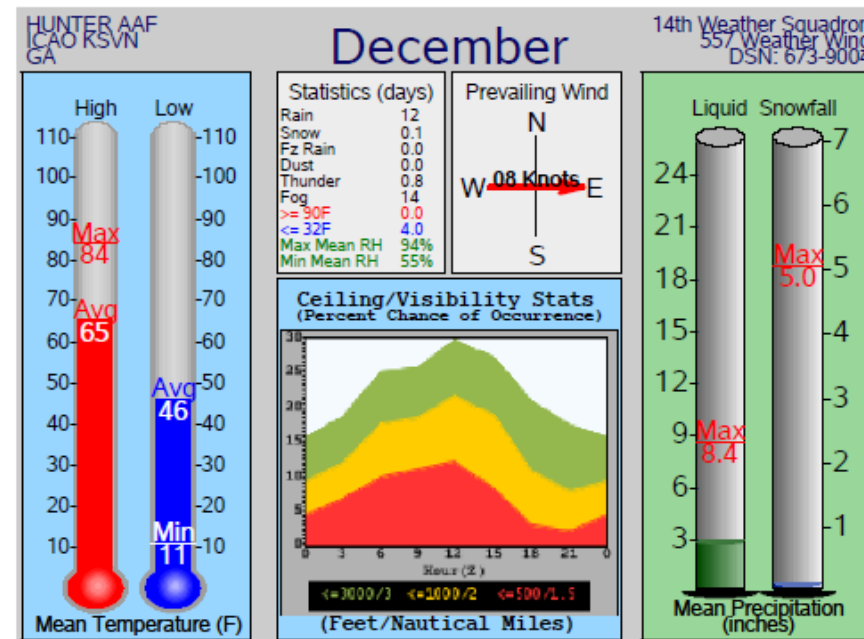 HUNTER AAF
ICAO KSVN
GA
December
14th Weather Squadron
557 Weather Wing
DSN: 673-9004
High Low
110 110
100 100
90 90
Max
84
80 80
70 70
Avg
65
60 60
50 50
Avg
46
40 40
30 30
20 20
Min
11
10 10
Mean Temperature (F)
Statistics (days)
Rain 12
Snow 0.1
Fz Rain 0.0
Dust 0.0
Thunder 0.8
Fog 14
>= 90F 0.0
<= 32F 4.0
Max Mean RH 94%
Min Mean RH 55%
Prevailing Wind
N
W 08 Knots E
S
Ceiling/Visibility Stats
(Percent Chance of Occurrence)
30
25
20
15
10
5
0
0 3 6 9 12 15 18 21 0
Hour(Z)
<=3000/3 <=1000/2 <=500/1.5
(Feet/Nautical Miles)
Liquid Snowfall
7
24
6
21
Max
5.0
5
18
4
15
12
3
9
Max
8.4
2
6
1
3
Mean Precipitation
(inches)